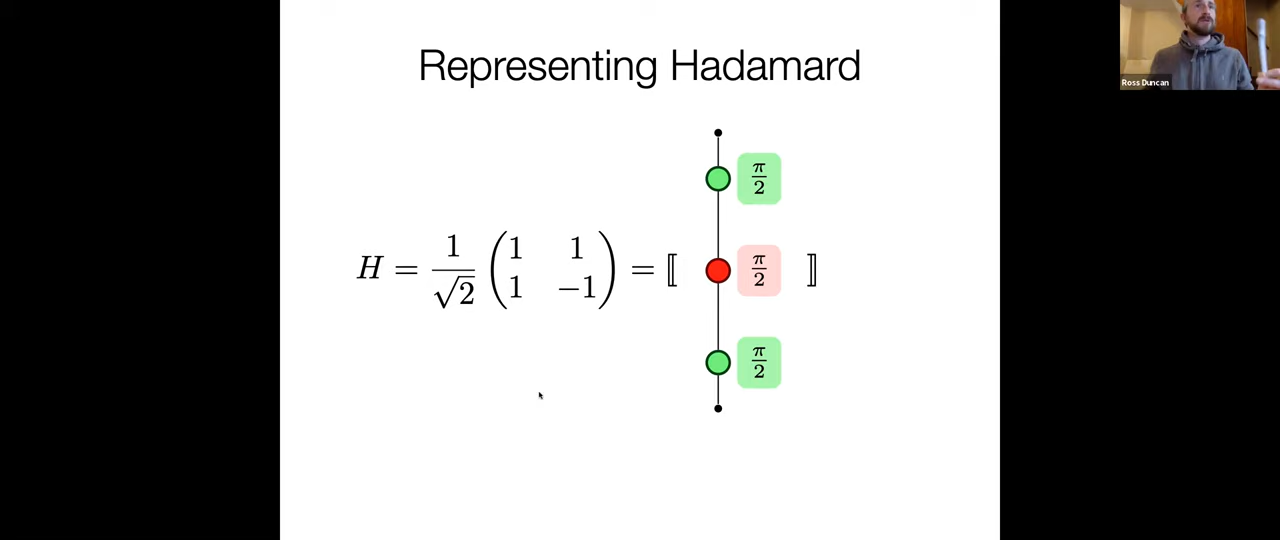 Representing Hadamard
Ross Duncan
π/2
H = 1/√2 (1 1; 1 −1) = ⟦ π/2 ⟧
π/2